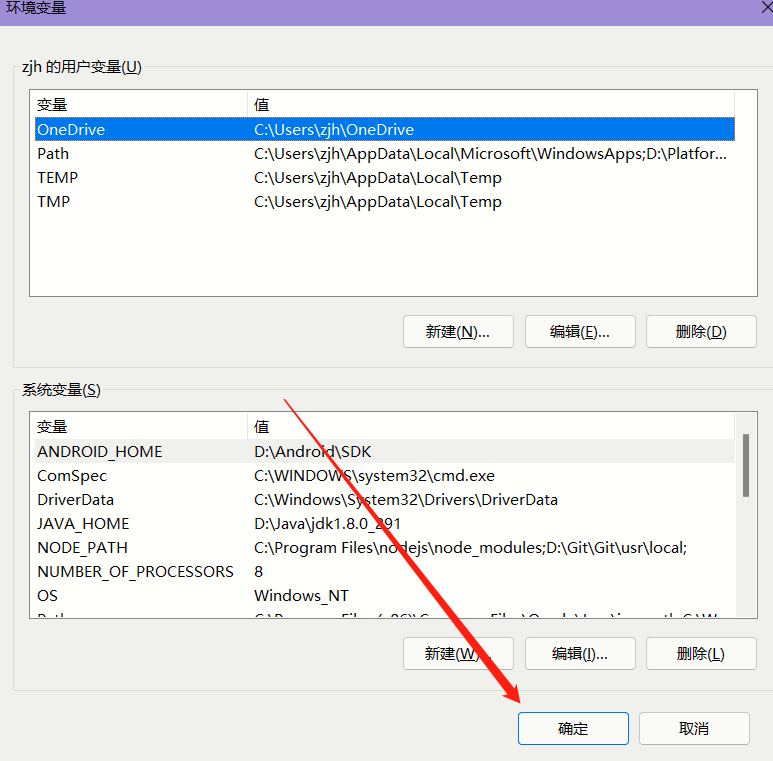 环境变量
zjh 的用户变量(U)
变量 值
OneDrive C:\Users\zjh\OneDrive
Path C:\Users\zjh\AppData\Local\Microsoft\WindowsApps;D:\Platfor...
TEMP C:\Users\zjh\AppData\Local\Temp
TMP C:\Users\zjh\AppData\Local\Temp
新建(N)... 编辑(E)... 删除(D)
系统变量(S)
变量 值
ANDROID_HOME D:\Android\SDK
ComSpec C:\WINDOWS\system32\cmd.exe
DriverData C:\Windows\System32\Drivers\DriverData
JAVA_HOME D:\Java\jdk1.8.0_291
NODE_PATH C:\Program Files\nodejs\node_modules;D:\Git\Git\usr\local;
NUMBER_OF_PROCESSORS 8
OS Windows_NT
新建(W)... 编辑(I)... 删除(L)
确定 取消